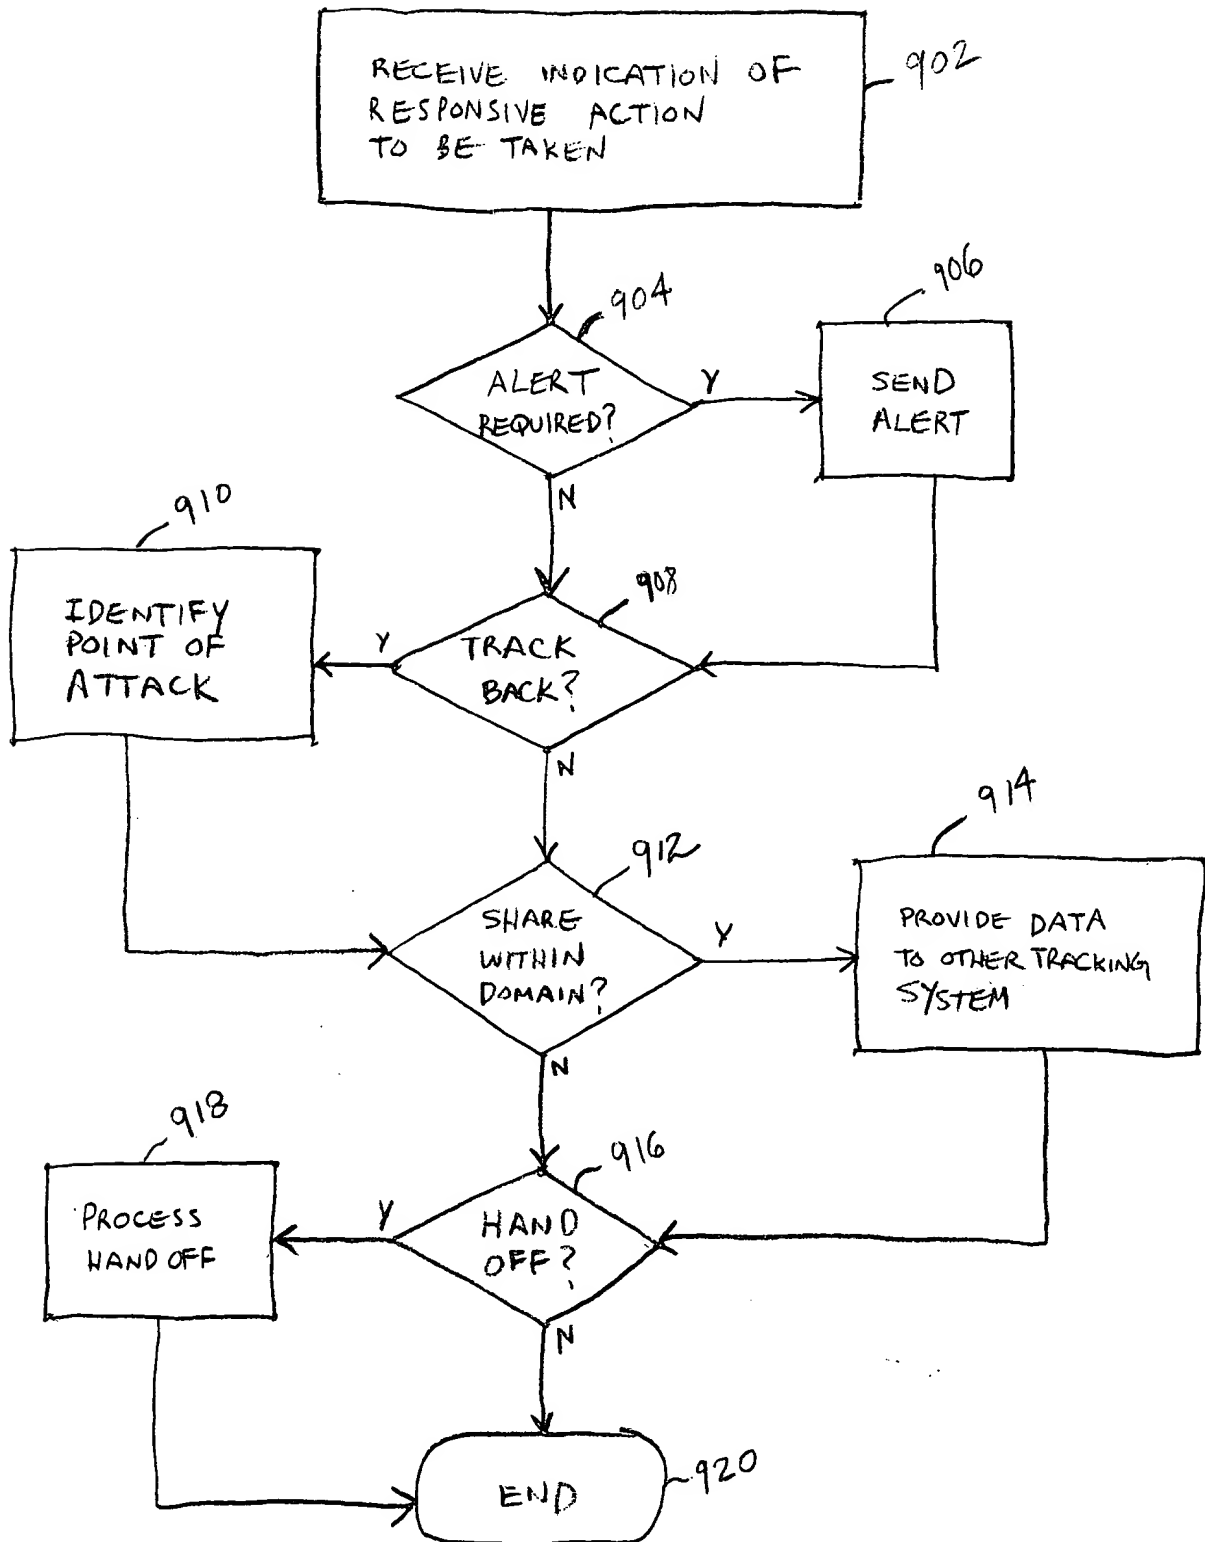 RECEIVE INDICATION OF
RESPONSIVE ACTION
TO BE TAKEN
902
904
ALERT
REQUIRED?
Y
N
906
SEND
ALERT
908
TRACK
BACK?
Y
N
910
IDENTIFY
POINT OF
ATTACK
912
SHARE
WITHIN
DOMAIN?
Y
N
914
PROVIDE DATA
TO OTHER TRACKING
SYSTEM
916
HAND
OFF?
Y
N
918
PROCESS
HAND OFF
END
920